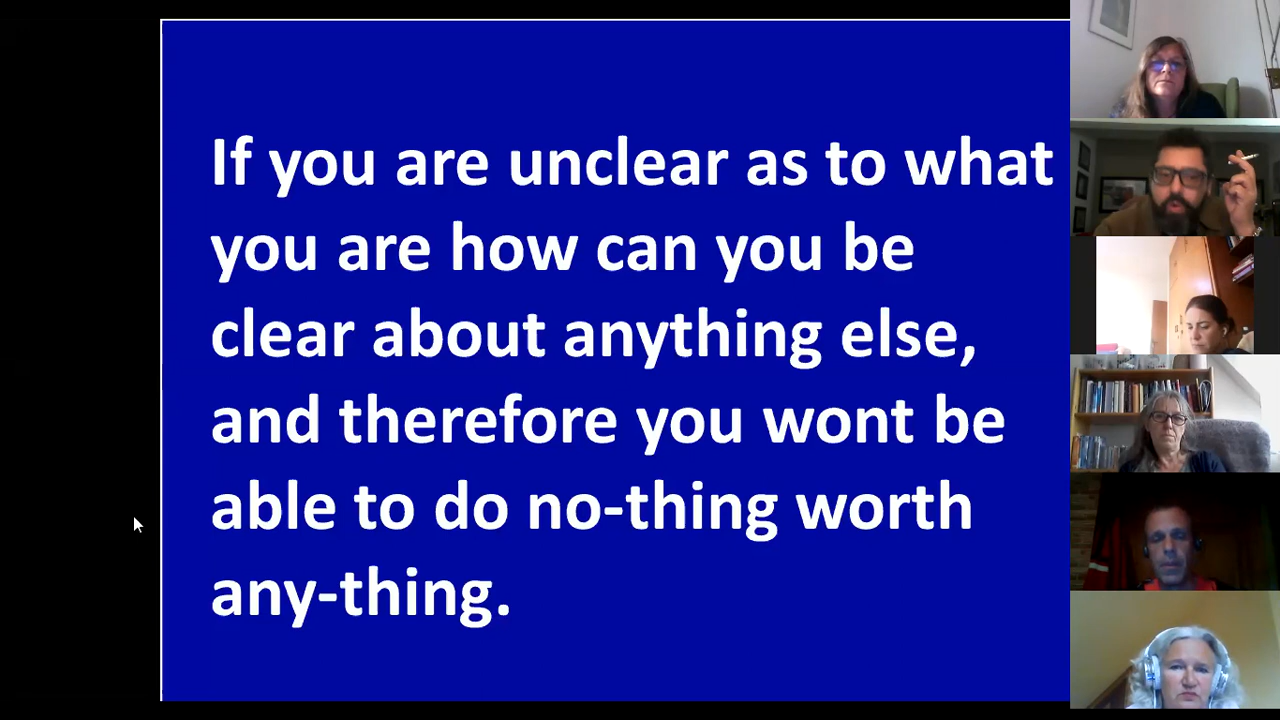 If you are unclear as to what
you are how can you be
clear about anything else,
and therefore you wont be
able to do no-thing worth
any-thing.